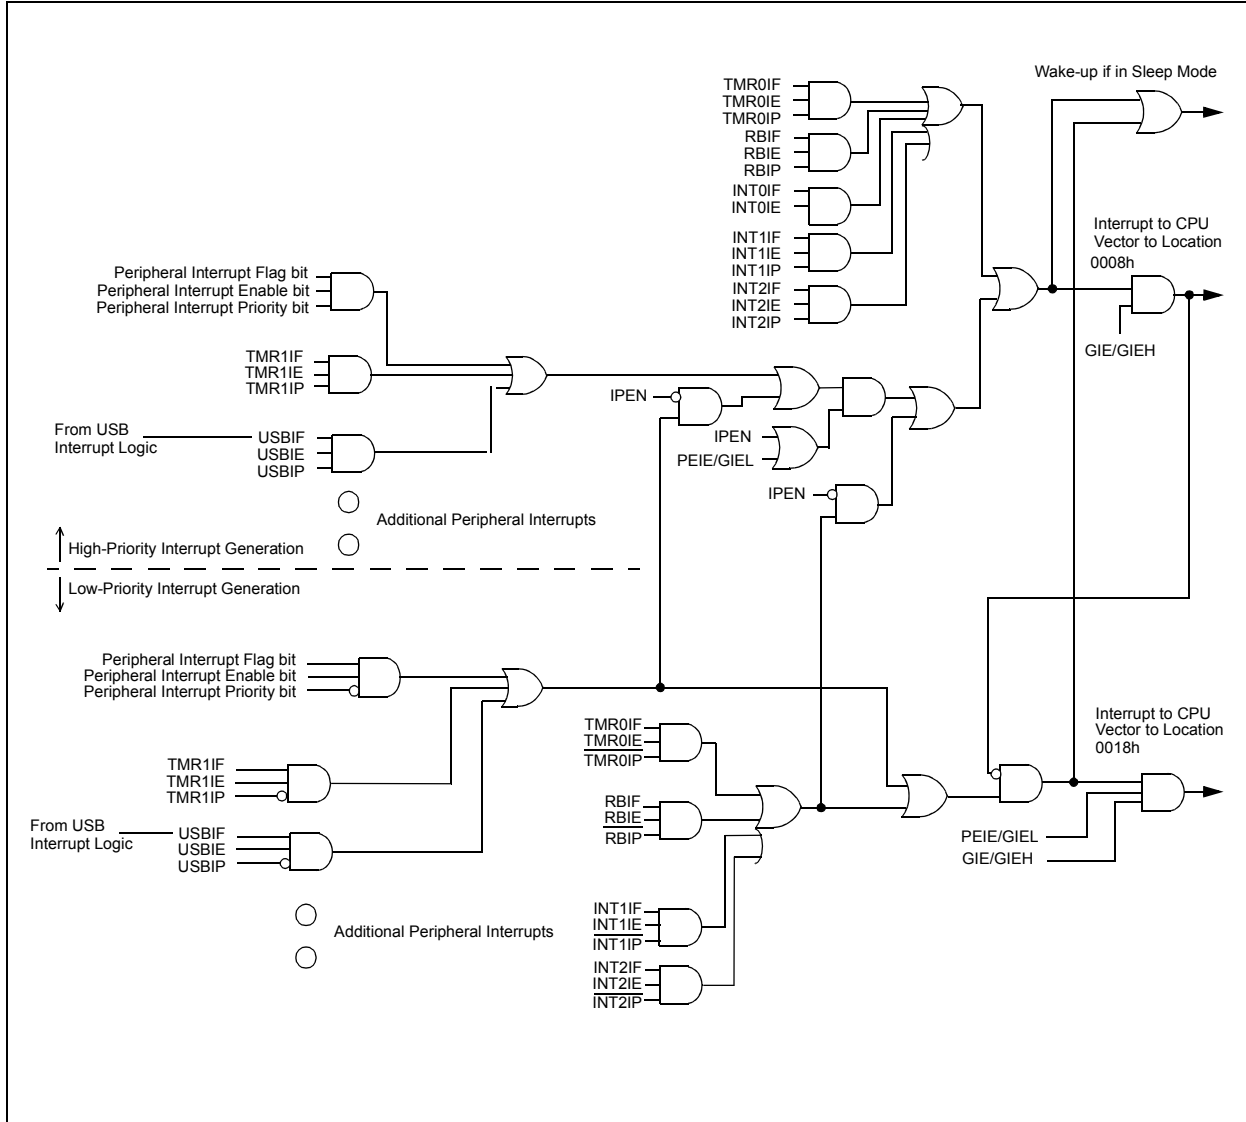 Wake-up if in Sleep Mode
TMR0IF
TMR0IE
TMR0IP
RBIF
RBIE
RBIP
INT0IF
INT0IE
INT1IF
INT1IE
INT1IP
INT2IF
INT2IE
INT2IP
Interrupt to CPU
Vector to Location
0008h
GIE/GIEH
Peripheral Interrupt Flag bit
Peripheral Interrupt Enable bit
Peripheral Interrupt Priority bit
TMR1IF
TMR1IE
TMR1IP
From USB
Interrupt Logic
USBIF
USBIE
USBIP
IPEN
IPEN
PEIE/GIEL
IPEN
Additional Peripheral Interrupts
High-Priority Interrupt Generation
Low-Priority Interrupt Generation
Peripheral Interrupt Flag bit
Peripheral Interrupt Enable bit
Peripheral Interrupt Priority bit
TMR1IF
TMR1IE
TMR1IP
From USB
Interrupt Logic
USBIF
USBIE
USBIP
Additional Peripheral Interrupts
TMR0IF
TMR0IE
TMR0IP
RBIF
RBIE
RBIP
INT1IF
INT1IE
INT1IP
INT2IF
INT2IE
INT2IP
Interrupt to CPU
Vector to Location
0018h
PEIE/GIEL
GIE/GIEH